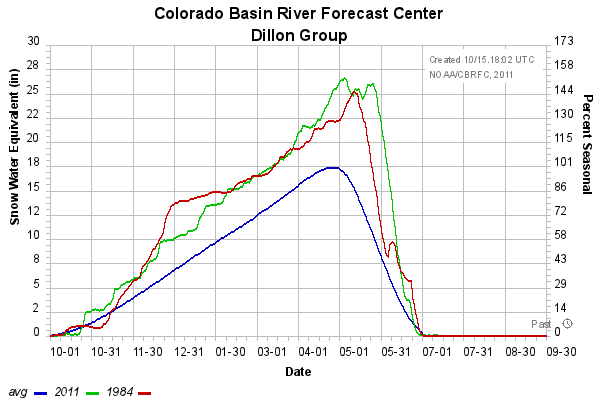 Colorado Basin River Forecast Center
Dillon Group
Created 10/15.18:02 UTC
NOAA/CBRFC, 2011
Snow Water Equivalent (in)
30
28
25
22
20
18
15
12
10
8
5
2
0
Percent Seasonal
173
158
144
130
115
101
86
72
58
43
28
14
0
Past
10-01 10-31 11-30 12-31 01-30 03-01 04-01 05-01 05-31 07-01 07-31 08-30 09-30
Date
avg 2011 1984